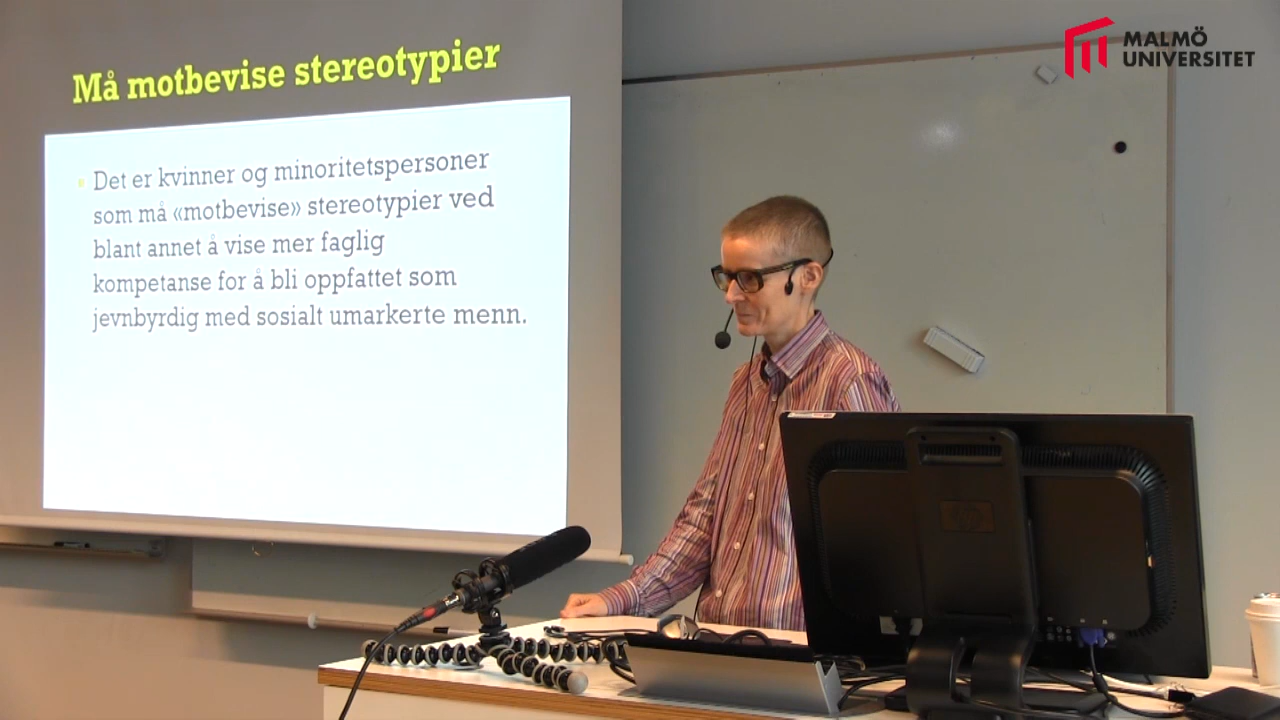 Må motbevise stereotypier
Det er kvinner og minoritetspersoner
som må «motbevise» stereotypier ved
blant annet å vise mer faglig
kompetanse for å bli oppfattet som
jevnbyrdig med sosialt umarkerte menn.
MALMÖ
UNIVERSITET